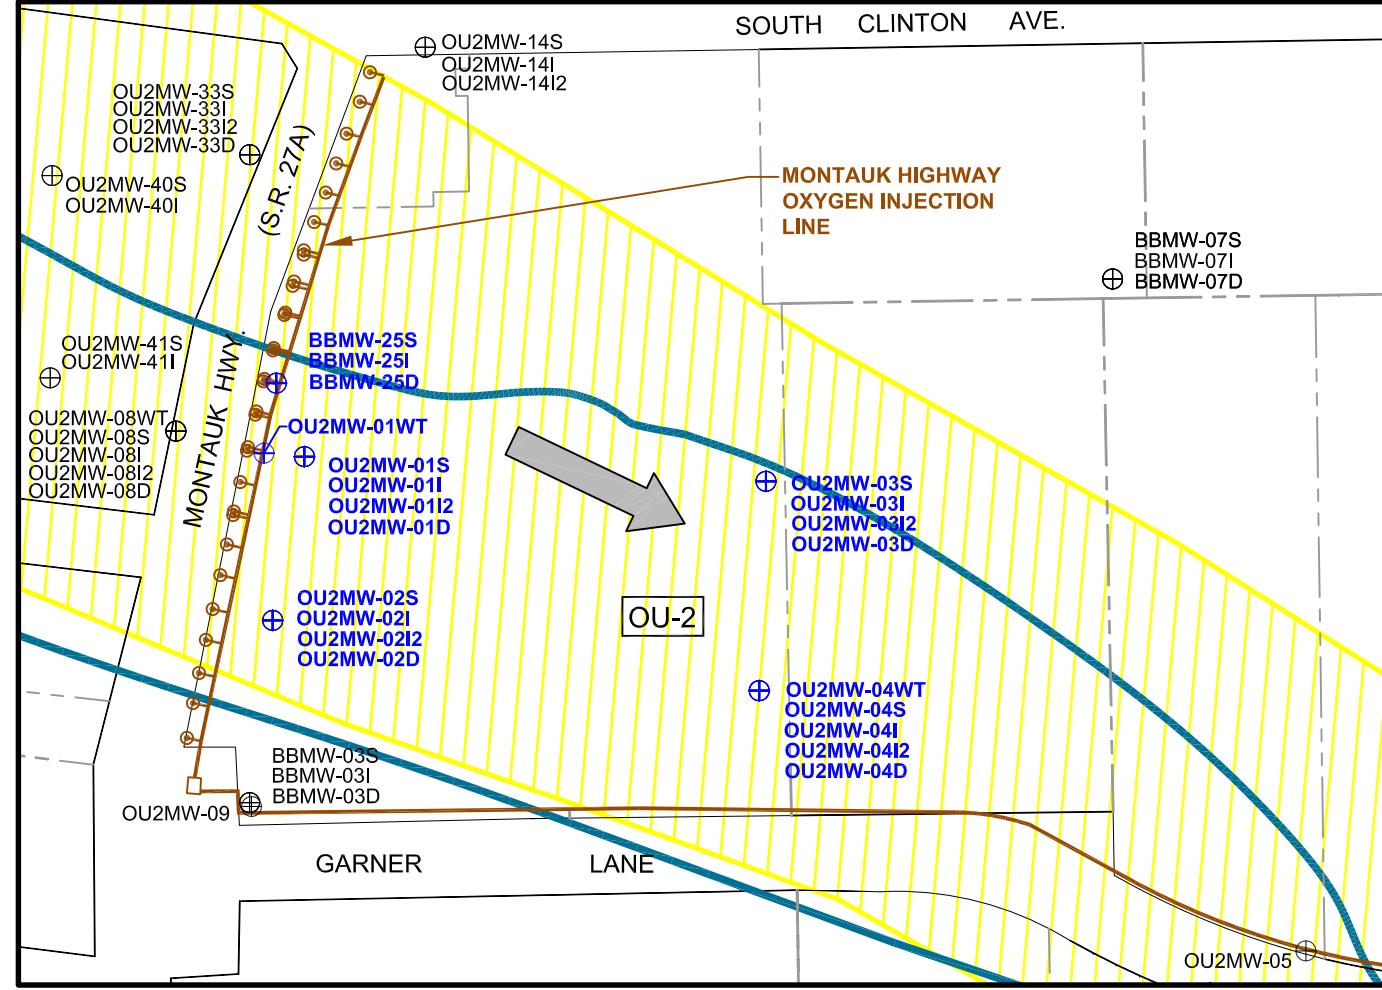 SOUTH CLINTON AVE.
OU2MW-14S
OU2MW-14I
OU2MW-14I2
OU2MW-33S
OU2MW-33I
OU2MW-33I2
OU2MW-33D
OU2MW-40S
OU2MW-40I
(S.R. 27A)
MONTAUK HIGHWAY
OXYGEN INJECTION
LINE
BBMW-07S
BBMW-07I
BBMW-07D
OU2MW-41S
OU2MW-41I
BBMW-25S
BBMW-25I
BBMW-25D
MONTAUK HWY.
OU2MW-08WT
OU2MW-08S
OU2MW-08I
OU2MW-08I2
OU2MW-08D
OU2MW-01WT
OU2MW-01S
OU2MW-01I
OU2MW-01I2
OU2MW-01D
OU2MW-03S
OU2MW-03I
OU2MW-03I2
OU2MW-03D
OU2MW-02S
OU2MW-02I
OU2MW-02I2
OU2MW-02D
OU-2
OU2MW-04WT
OU2MW-04S
OU2MW-04I
OU2MW-04I2
OU2MW-04D
BBMW-03S
BBMW-03I
BBMW-03D
OU2MW-09
GARNER LANE
OU2MW-05